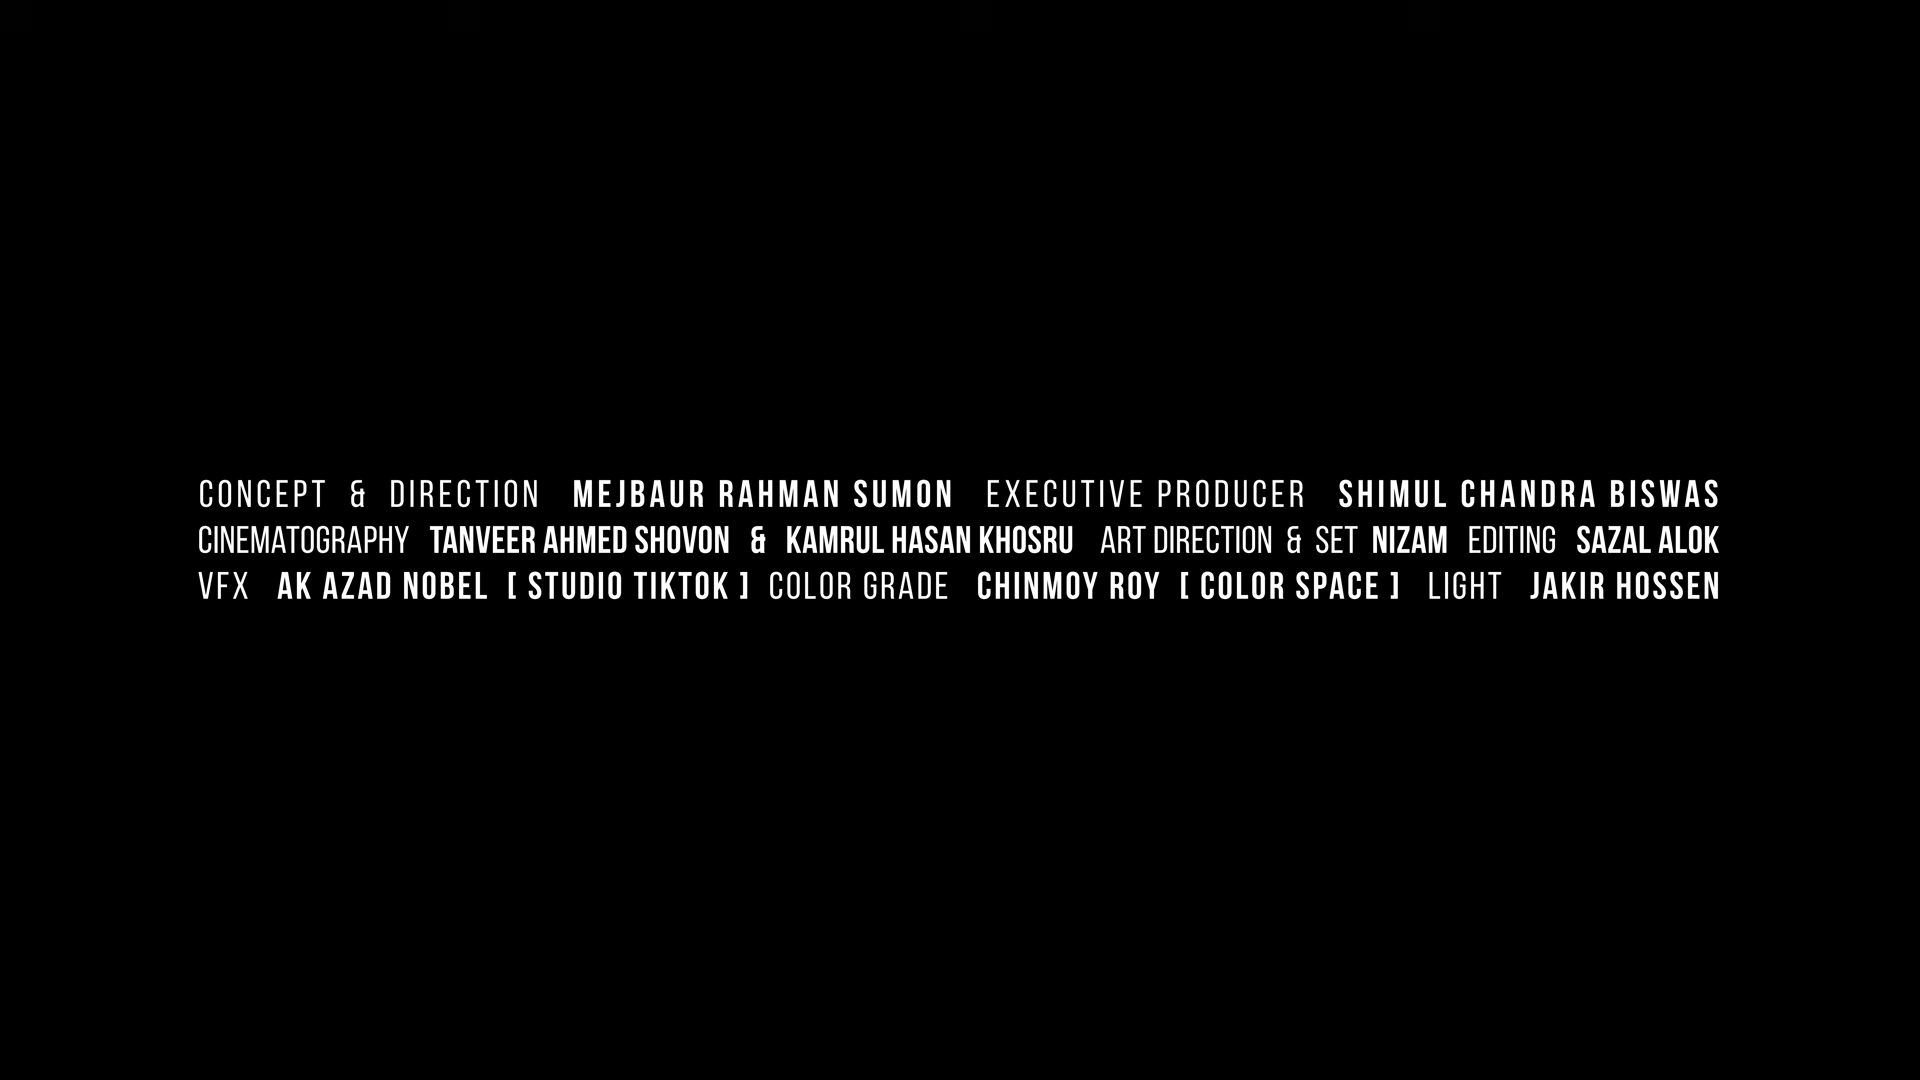 CONCEPT & DIRECTION MEJBAUR RAHMAN SUMON EXECUTIVE PRODUCER SHIMUL CHANDRA BISWAS
CINEMATOGRAPHY TANVEER AHMED SHOVON & KAMRUL HASAN KHOSRU ART DIRECTION & SET NIZAM EDITING SAZAL ALOK
VFX AK AZAD NOBEL [ STUDIO TIKTOK ] COLOR GRADE CHINMOY ROY [ COLOR SPACE ] LIGHT JAKIR HOSSEN